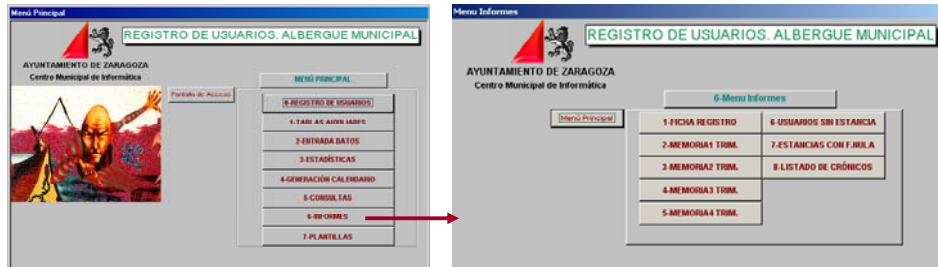 Menú Principal
REGISTRO DE USUARIOS. ALBERGUE MUNICIPAL
AYUNTAMIENTO DE ZARAGOZA
Centro Municipal de Informática
MENÚ PRINCIPAL
Pantalla de Acceso
0-REGISTRO DE USUARIOS
1-TABLAS AUXILIARES
2-ENTRADA DATOS
3-ESTADÍSTICAS
4-GENERACIÓN CALENDARIO
5-CONSULTAS
6-INFORMES
7-PLANTILLAS
Menu Informes
REGISTRO DE USUARIOS. ALBERGUE MUNICIPAL
AYUNTAMIENTO DE ZARAGOZA
Centro Municipal de Informática
6-Menu Informes
Menú Principal
1-FICHA REGISTRO 6-USUARIOS SIN ESTANCIA
2-MEMORIA1 TRIM. 7-ESTANCIAS CON F.NULA
3-MEMORIA2 TRIM. 8-LISTADO DE CRÓNICOS
4-MEMORIA3 TRIM.
5-MEMORIA4 TRIM.